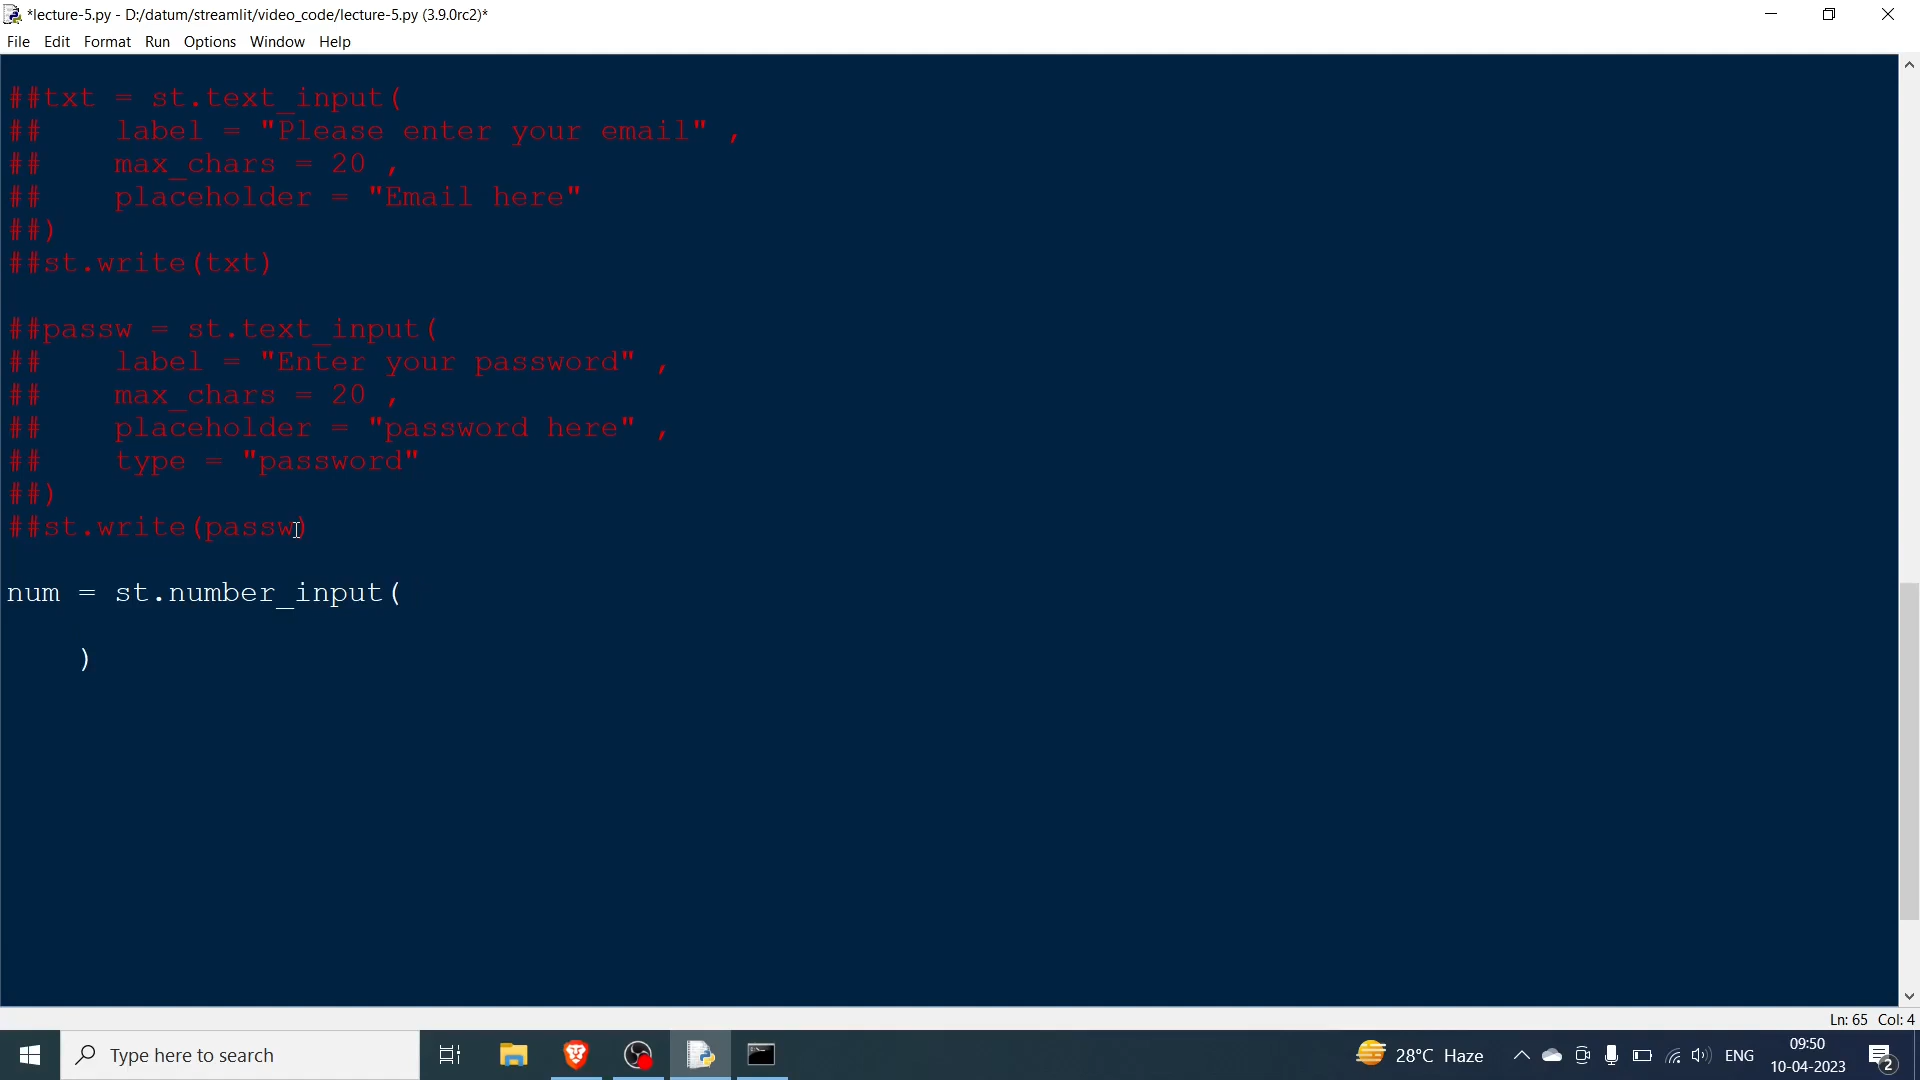 *lecture-5.py - D:/datum/streamlit/video_code/lecture-5.py (3.9.0rc2)*
File Edit Format Run Options Window Help
##txt = st.text_input(
##    label = "Please enter your email" ,
##    max_chars = 20 ,
##    placeholder = "Email here"
##)
##st.write(txt)
##passw = st.text_input(
##    label = "Enter your password" ,
##    max_chars = 20 ,
##    placeholder = "password here" ,
##    type = "password"
##)
##st.write(passw)
num = st.number_input(
    )
Ln: 65 Col: 4
Type here to search
28°C Haze
ENG
09:50
10-04-2023
2